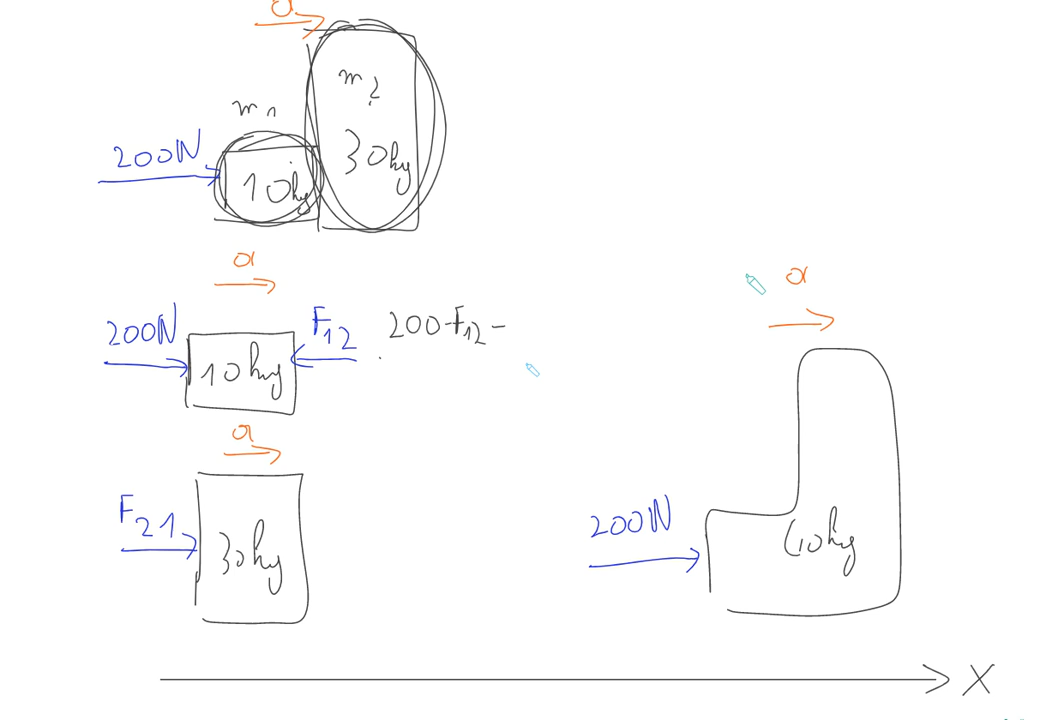 a
m₂
m₁
200N
30kg
10kg
a
200N
F₁₂
200-F₁₂-
10kg
a
a
F₂₁
30kg
200N
40kg
X